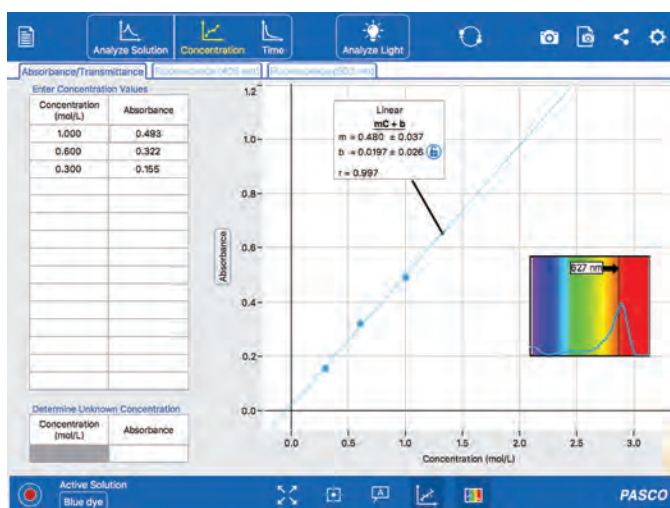 Analyze Solution
Concentration
Time
Analyze Light
Absorbance/Transmittance
Enter Concentration Values
Concentration (mol/L) Absorbance
1.000 0.493
0.600 0.322
0.300 0.155
Determine Unknown Concentration
Concentration (mol/L) Absorbance
Absorbance
1.2
1.0
0.8
0.6
0.4
0.2
0.0
0.0 0.5 1.0 1.5 2.0 2.5 3.0
Concentration (mol/L)
Linear
mC + b
m = 0.480 ± 0.037
b = 0.0197 ± 0.026
r = 0.997
627 nm
Active Solution
Blue dye
A
PASCO